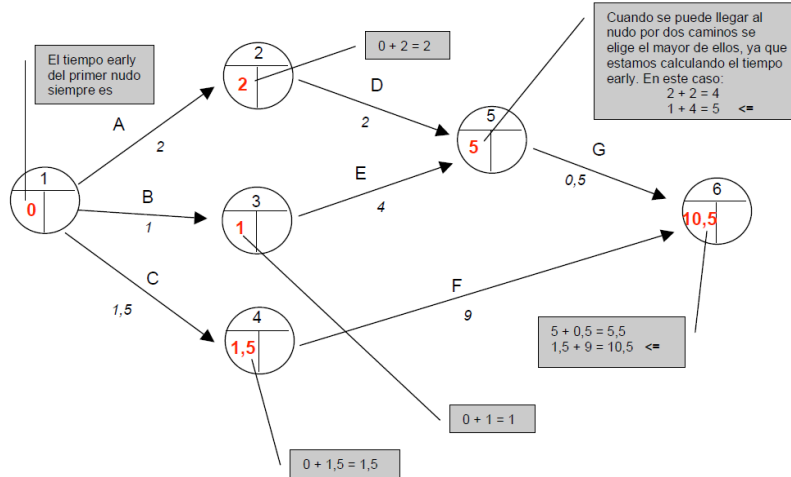 El tiempo early
del primer nudo
siempre es
2
2
0 + 2 = 2
Cuando se puede llegar al
nudo por dos caminos se
elige el mayor de ellos, ya que
estamos calculando el tiempo
early. En este caso:
2 + 2 = 4
1 + 4 = 5 <=
A
2
D
2
5
5
1
0
B
1
3
1
E
4
G
0,5
6
10,5
C
1,5
4
1,5
F
9
5 + 0,5 = 5,5
1,5 + 9 = 10,5 <=
0 + 1 = 1
0 + 1,5 = 1,5